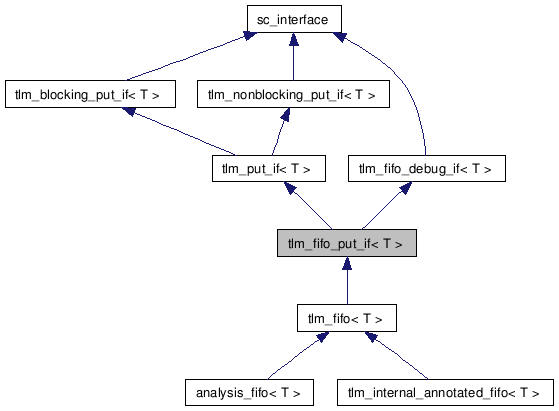 sc_interface
tlm_blocking_put_if< T >
tlm_nonblocking_put_if< T >
tlm_put_if< T >
tlm_fifo_debug_if< T >
tlm_fifo_put_if< T >
tlm_fifo< T >
analysis_fifo< T >
tlm_internal_annotated_fifo< T >